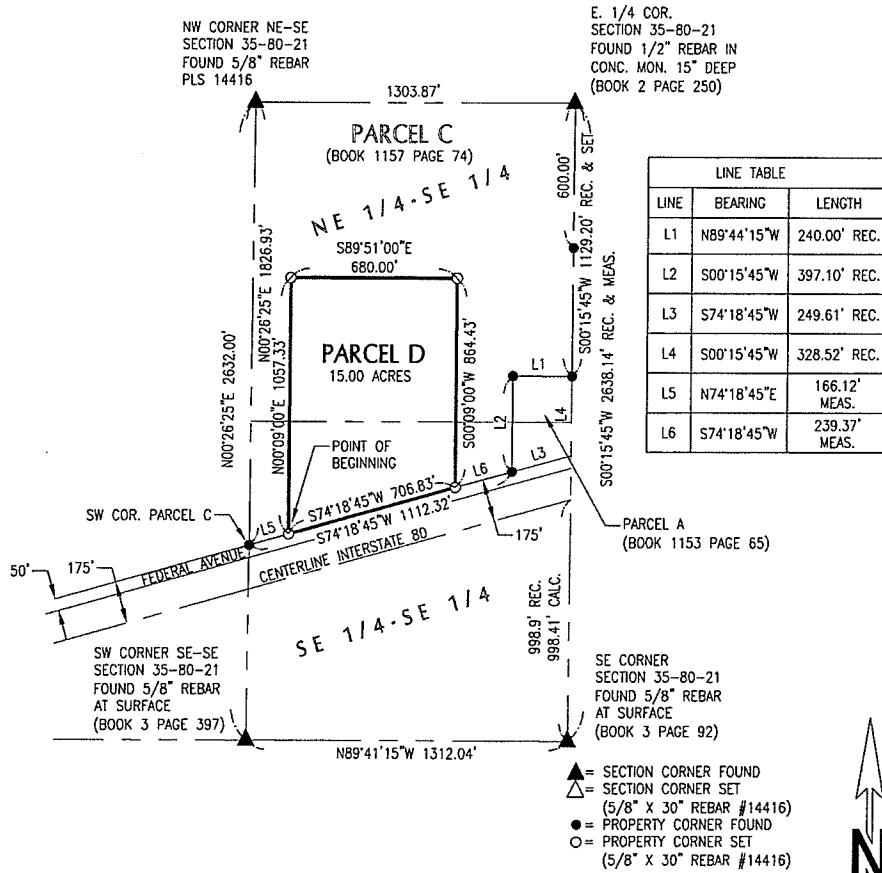 NW CORNER NE-SE
SECTION 35-80-21
FOUND 5/8" REBAR
PLS 14416
E. 1/4 COR.
SECTION 35-80-21
FOUND 1/2" REBAR IN
CONC. MON. 15" DEEP
(BOOK 2 PAGE 250)
1303.87'
PARCEL C
(BOOK 1157 PAGE 74)
NE 1/4-SE 1/4
600.00'
S00°15'45"W 1129.20' REC. & SET
S00°15'45"W 2638.14' REC. & MEAS.
LINE TABLE
LINE BEARING LENGTH
L1 N89°44'15"W 240.00' REC.
L2 S00°15'45"W 397.10' REC.
L3 S74°18'45"W 249.61' REC.
L4 S00°15'45"W 328.52' REC.
L5 N74°18'45"E 166.12'
MEAS.
L6 S74°18'45"W 239.37'
MEAS.
S89°51'00"E
680.00'
N00°26'25"E 2632.00'
N00°26'25"E 1826.93'
N00°09'00"E 1057.33'
PARCEL D
15.00 ACRES
S00°09'00"W 864.43'
L1
L2
L4
L3
L6
L5
POINT OF
BEGINNING
S74°18'45"W 706.83'
S74°18'45"W 1112.32'
SW COR. PARCEL C
FEDERAL AVENUE
CENTERLINE INTERSTATE 80
50'
175'
175'
PARCEL A
(BOOK 1153 PAGE 65)
SE 1/4-SE 1/4
998.9' REC.
998.41' CALC.
SW CORNER SE-SE
SECTION 35-80-21
FOUND 5/8" REBAR
AT SURFACE
(BOOK 3 PAGE 397)
SE CORNER
SECTION 35-80-21
FOUND 5/8" REBAR
AT SURFACE
(BOOK 3 PAGE 92)
N89°41'15"W 1312.04'
= SECTION CORNER FOUND
= SECTION CORNER SET
(5/8" X 30" REBAR #14416)
= PROPERTY CORNER FOUND
= PROPERTY CORNER SET
(5/8" X 30" REBAR #14416)
N